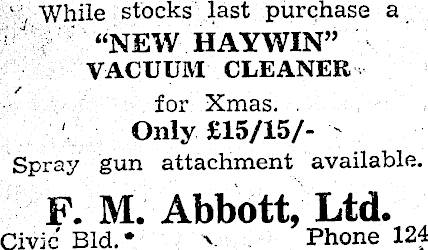 While stocks last purchase a
“NEW HAYWIN”
VACUUM CLEANER
for Xmas.
Only £15/15/-
Spray gun attachment available.
F. M. Abbott, Ltd.
Civic Bld. Phone 124